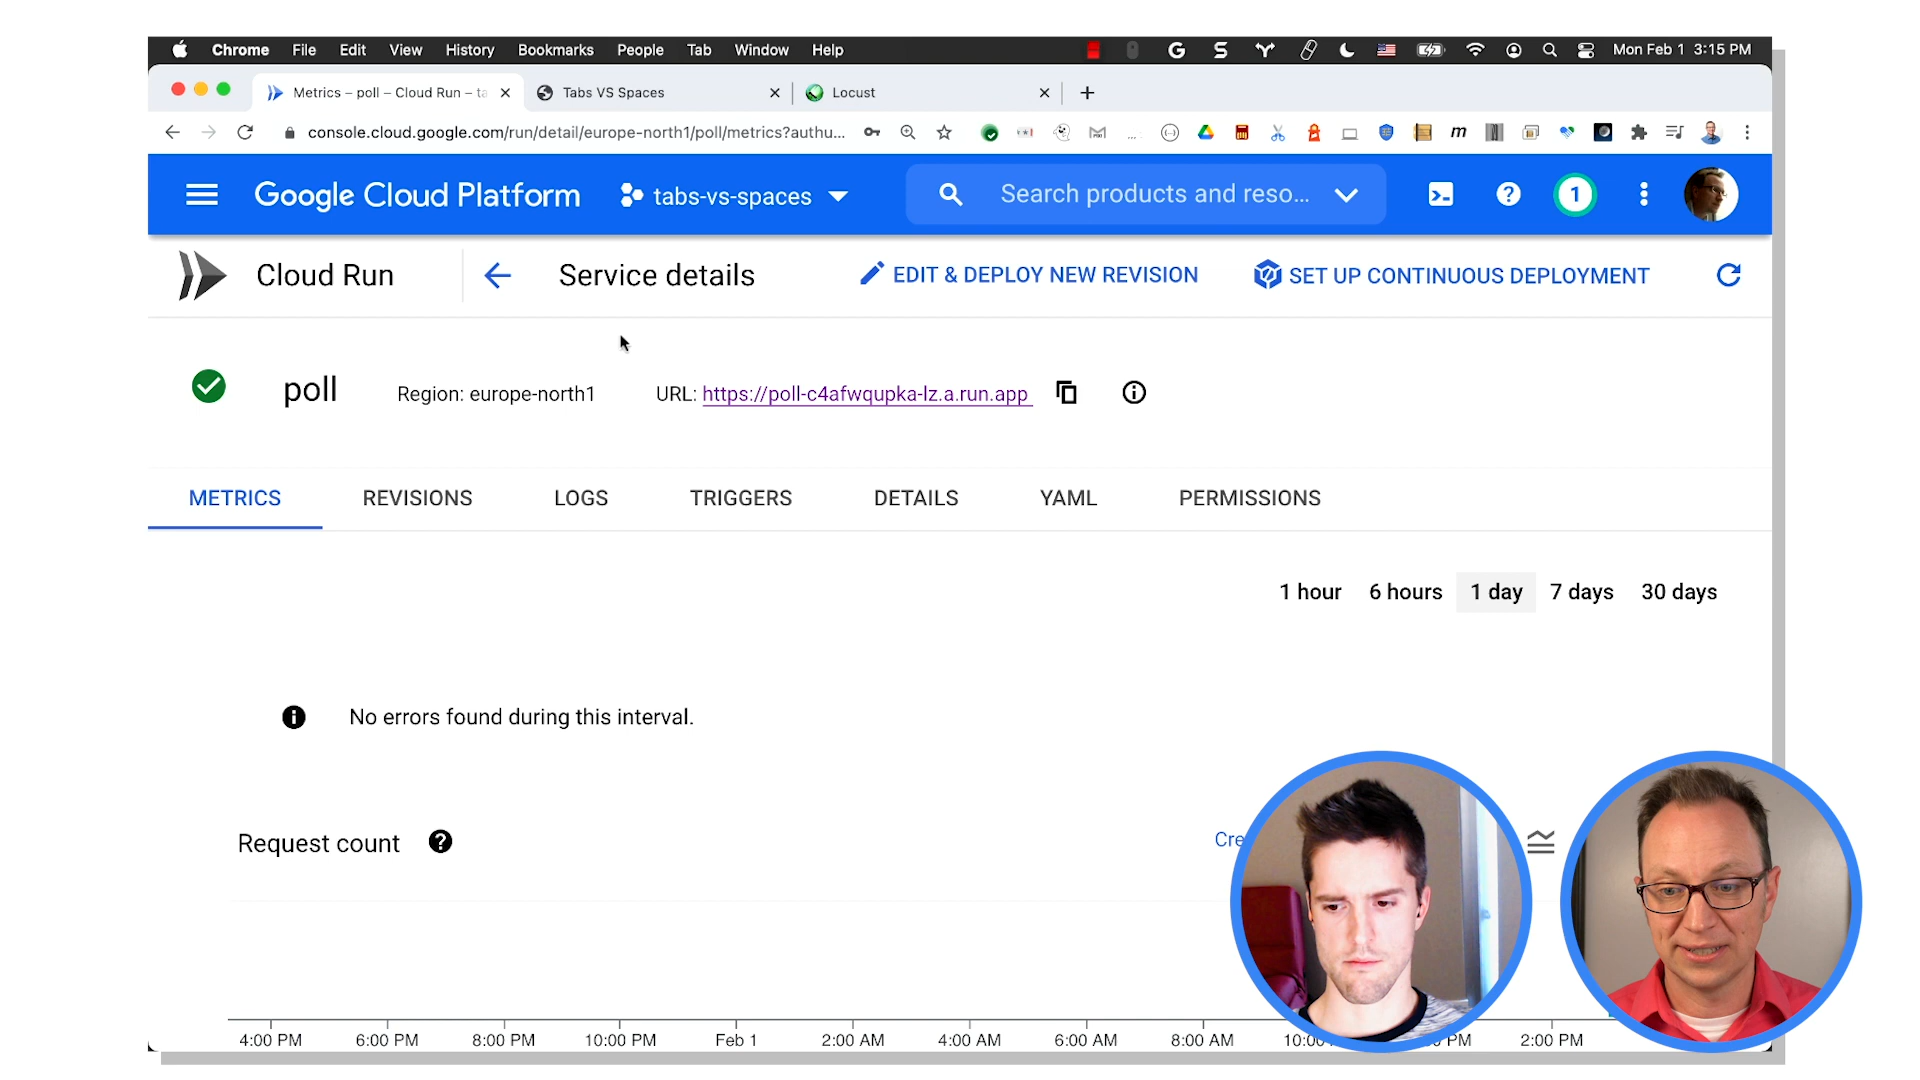 Chrome File Edit View History Bookmarks People Tab Window Help Mon Feb 1 3:15 PM
Metrics – poll – Cloud Run – ta Tabs VS Spaces Locust
console.cloud.google.com/run/detail/europe-north1/poll/metrics?authu...
Google Cloud Platform tabs-vs-spaces Search products and reso... 1
Cloud Run Service details EDIT & DEPLOY NEW REVISION SET UP CONTINUOUS DEPLOYMENT
poll Region: europe-north1 URL: https://poll-c4afwqupka-lz.a.run.app
METRICS REVISIONS LOGS TRIGGERS DETAILS YAML PERMISSIONS
1 hour 6 hours 1 day 7 days 30 days
No errors found during this interval.
Request count Cre
4:00 PM 6:00 PM 8:00 PM 10:00 PM Feb 1 2:00 AM 4:00 AM 6:00 AM 8:00 AM 10:00 PM 2:00 PM